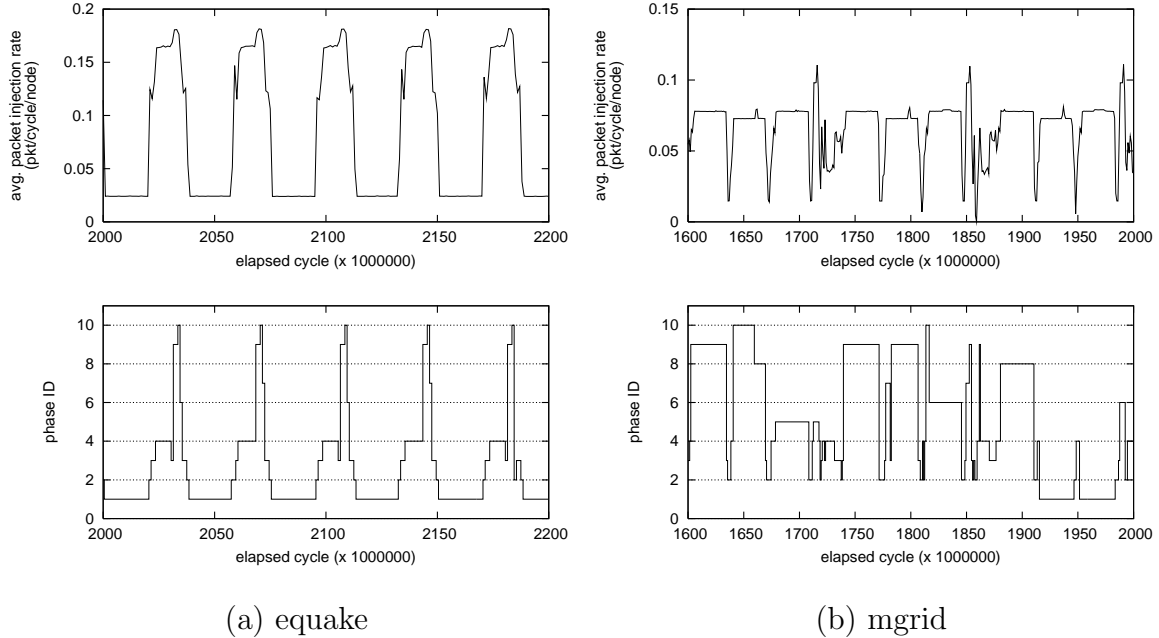 avg. packet injection rate
(pkt/cycle/node)
0.2
0.15
0.1
0.05
0
2000 2050 2100 2150 2200
elapsed cycle (x 1000000)
avg. packet injection rate
(pkt/cycle/node)
0.15
0.1
0.05
0
1600 1650 1700 1750 1800 1850 1900 1950 2000
elapsed cycle (x 1000000)
phase ID
10
8
6
4
2
0
2000 2050 2100 2150 2200
elapsed cycle (x 1000000)
phase ID
10
8
6
4
2
0
1600 1650 1700 1750 1800 1850 1900 1950 2000
elapsed cycle (x 1000000)
(a) equake
(b) mgrid